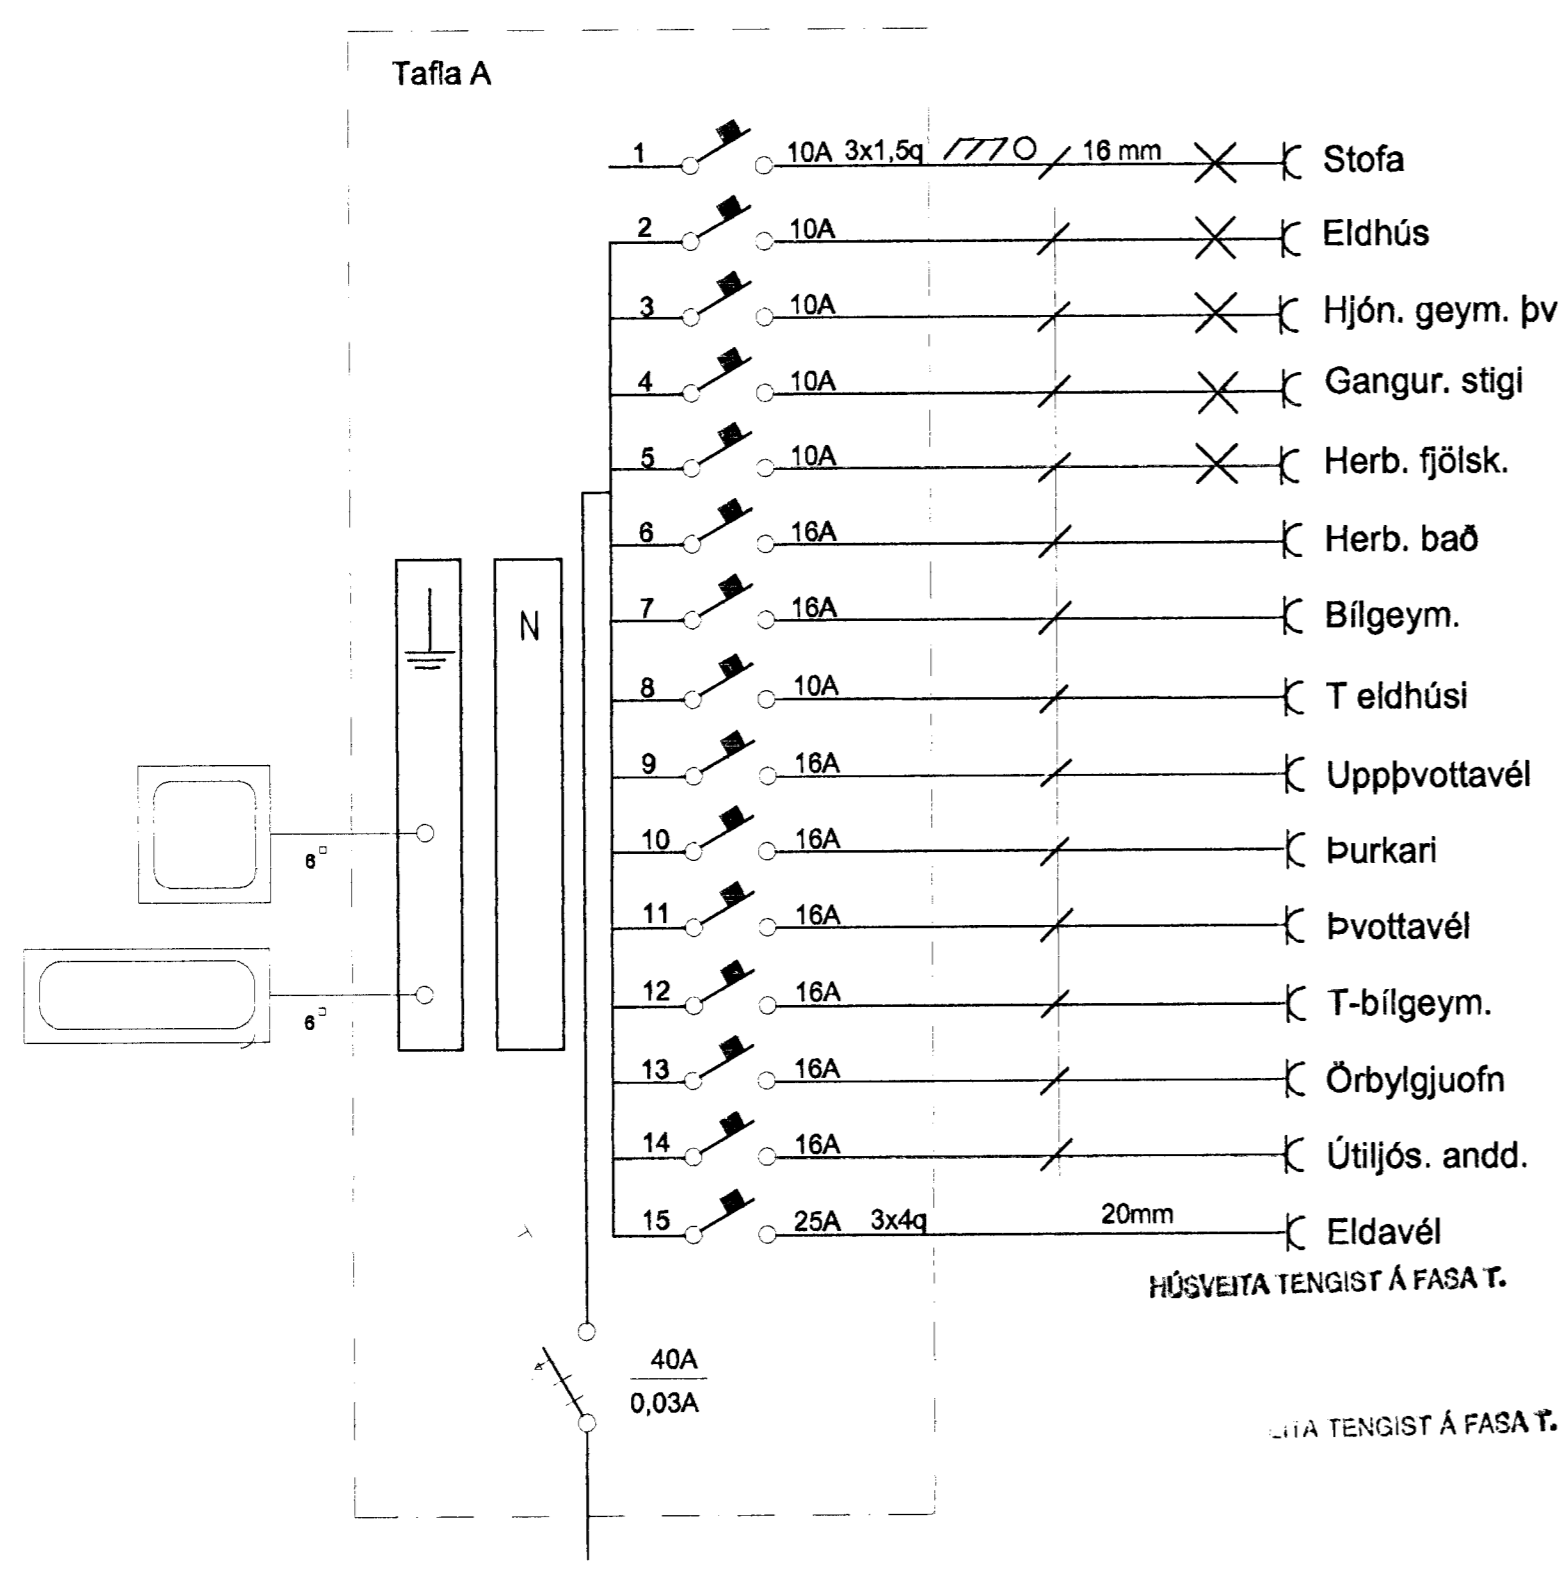 Tafla A
1 10A 3x1,5q 16 mm Stofa
2 10A Eldhús
3 10A Hjón. geym. þv
4 10A Gangur. stigi
5 10A Herb. fjölsk.
6 16A Herb. bað
7 16A Bílgeym.
8 10A T eldhúsi
9 16A Uppþvottavél
10 16A Þurkari
11 16A Þvottavél
12 16A T-bílgeym.
13 16A Örbylgjuofn
14 16A Útiljós. andd.
15 25A 3x4q 20mm Eldavél
N
6□
6□
HÚSVEITA TENGIST Á FASA T.
40A
0,03A
TENGIST Á FASA T.